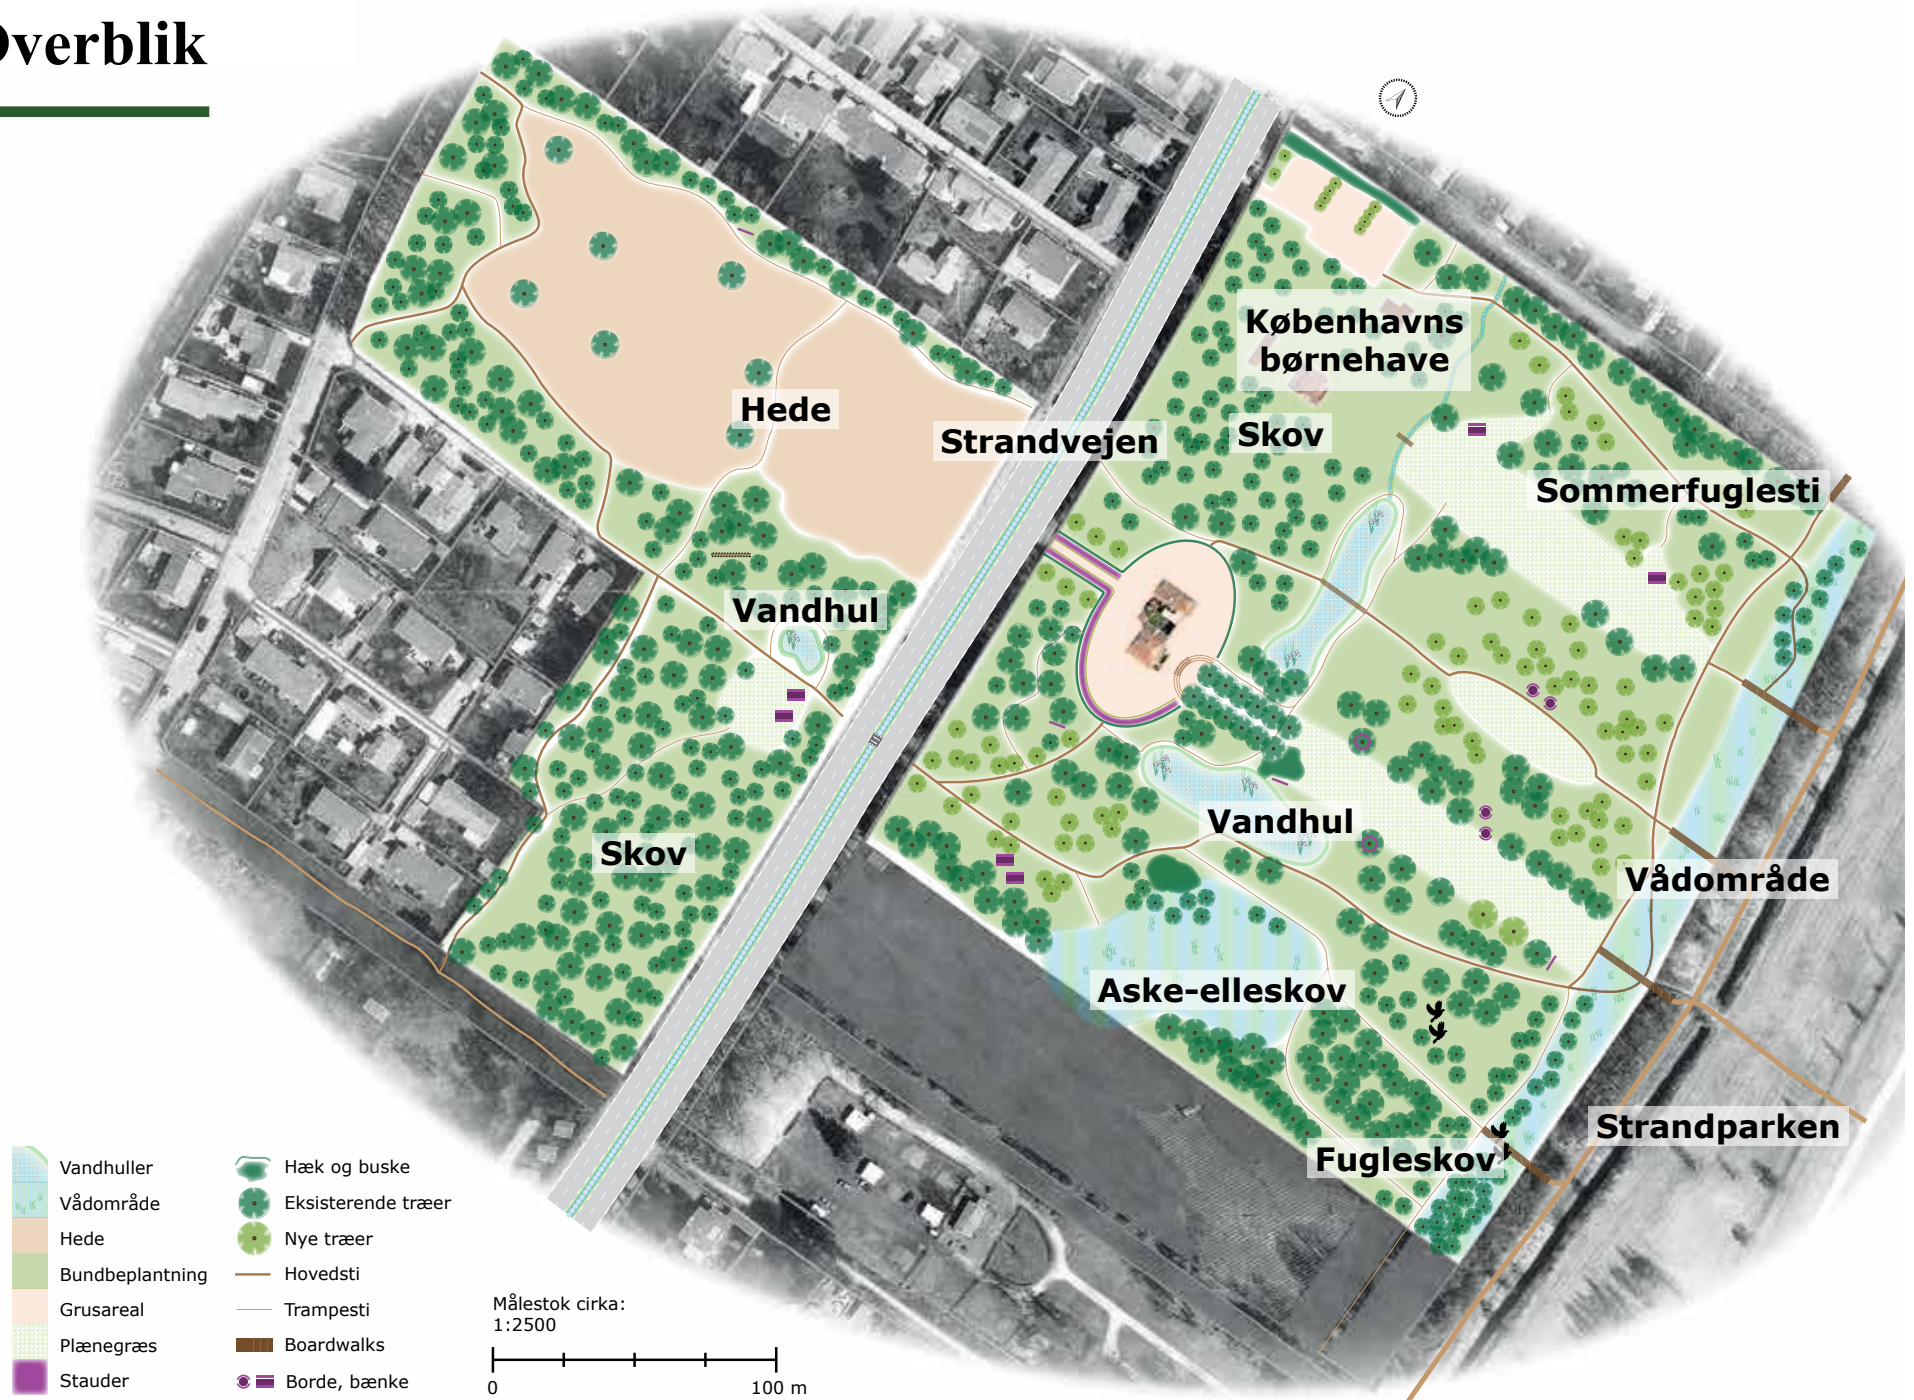 Overblik
Københavns
børnehave
Hede
Strandvejen
Skov
Sommerfuglesti
Vandhul
Vandhul
Skov
Vådområde
Aske-elleskov
Strandparken
Fugleskov
Vandhuller
Vådområde
Hede
Bundbeplantning
Grusareal
Plænegræs
Stauder
Hæk og buske
Eksisterende træer
Nye træer
Hovedsti
Trampesti
Boardwalks
Borde, bænke
Målestok cirka:
1:2500
0
100 m